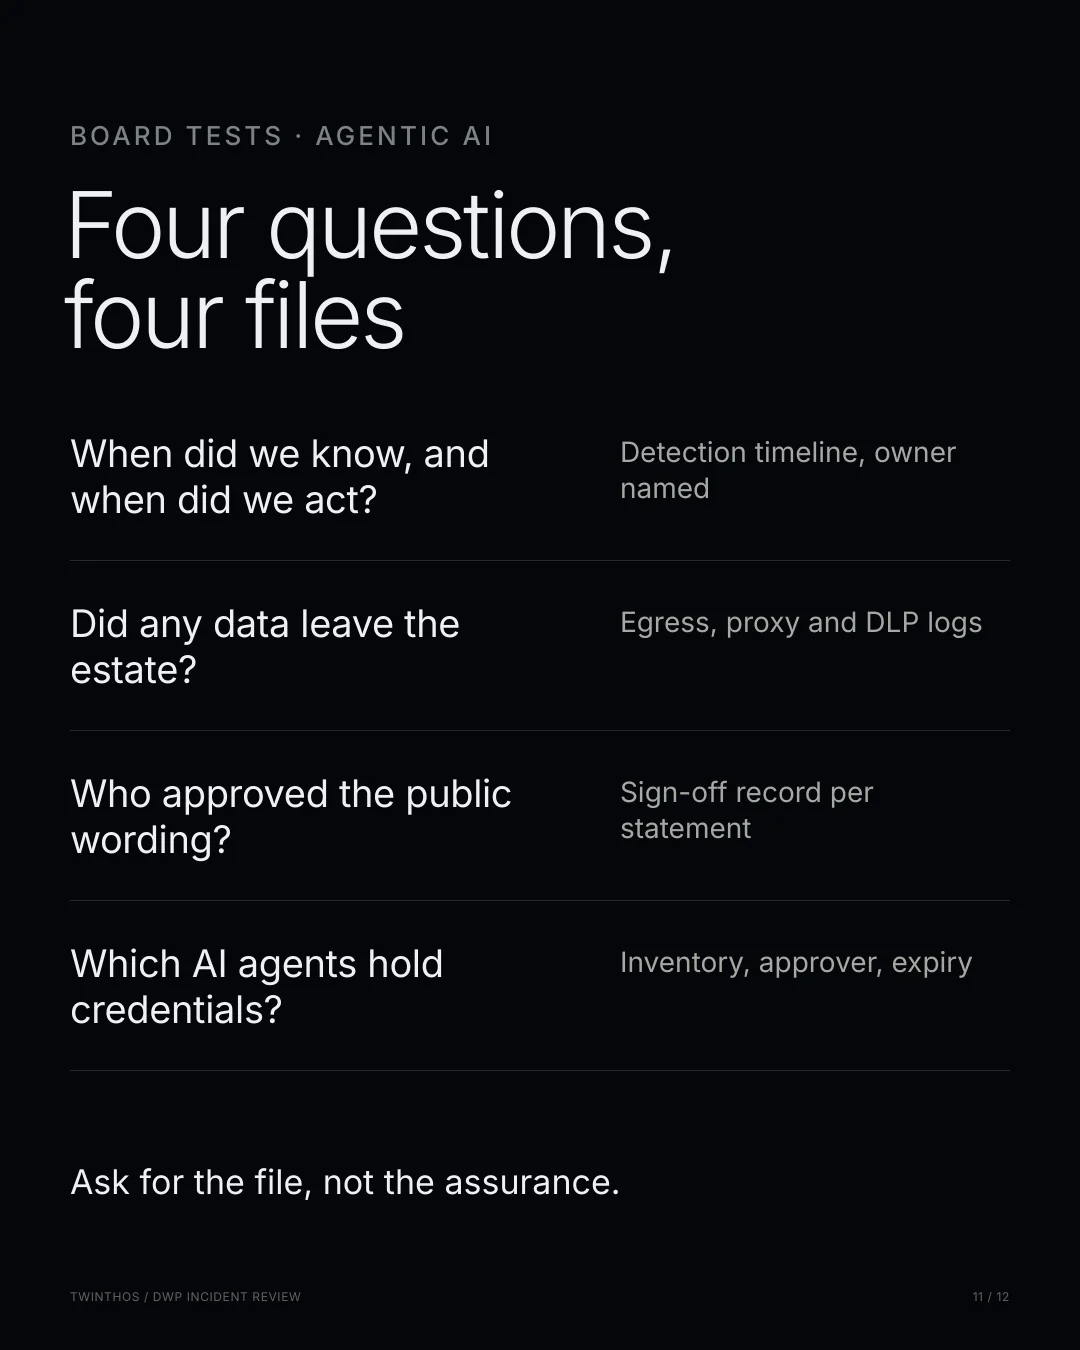 BOARD TESTS · AGENTIC AI
Four questions,
four files
When did we know, and
when did we act?
Detection timeline, owner
named
Did any data leave the
estate?
Egress, proxy and DLP logs
Who approved the public
wording?
Sign-off record per
statement
Which AI agents hold
credentials?
Inventory, approver, expiry
Ask for the file, not the assurance.
TWINTHOS / DWP INCIDENT REVIEW
11 / 12